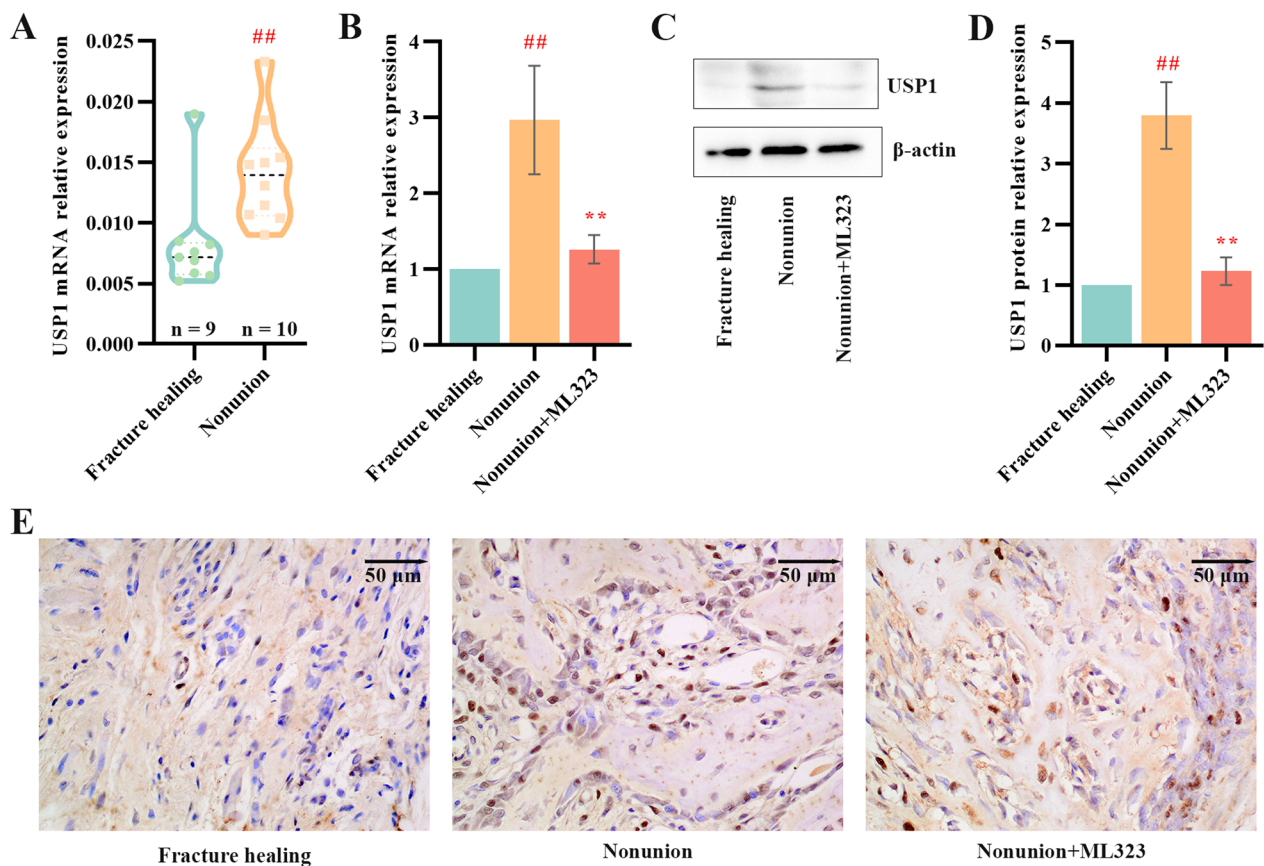 A
USP1 mRNA relative expression
0.025
0.020
0.015
0.010
0.005
0.000
##
n = 9
n = 10
Fracture healing
Nonunion
B
USP1 mRNA relative expression
4
3
2
1
0
##
**
Fracture healing
Nonunion
Nonunion+ML323
C
USP1
β-actin
Fracture healing
Nonunion
Nonunion+ML323
D
USP1 protein relative expression
5
4
3
2
1
0
##
**
Fracture healing
Nonunion
Nonunion+ML323
E
50 μm
50 μm
50 μm
Fracture healing
Nonunion
Nonunion+ML323